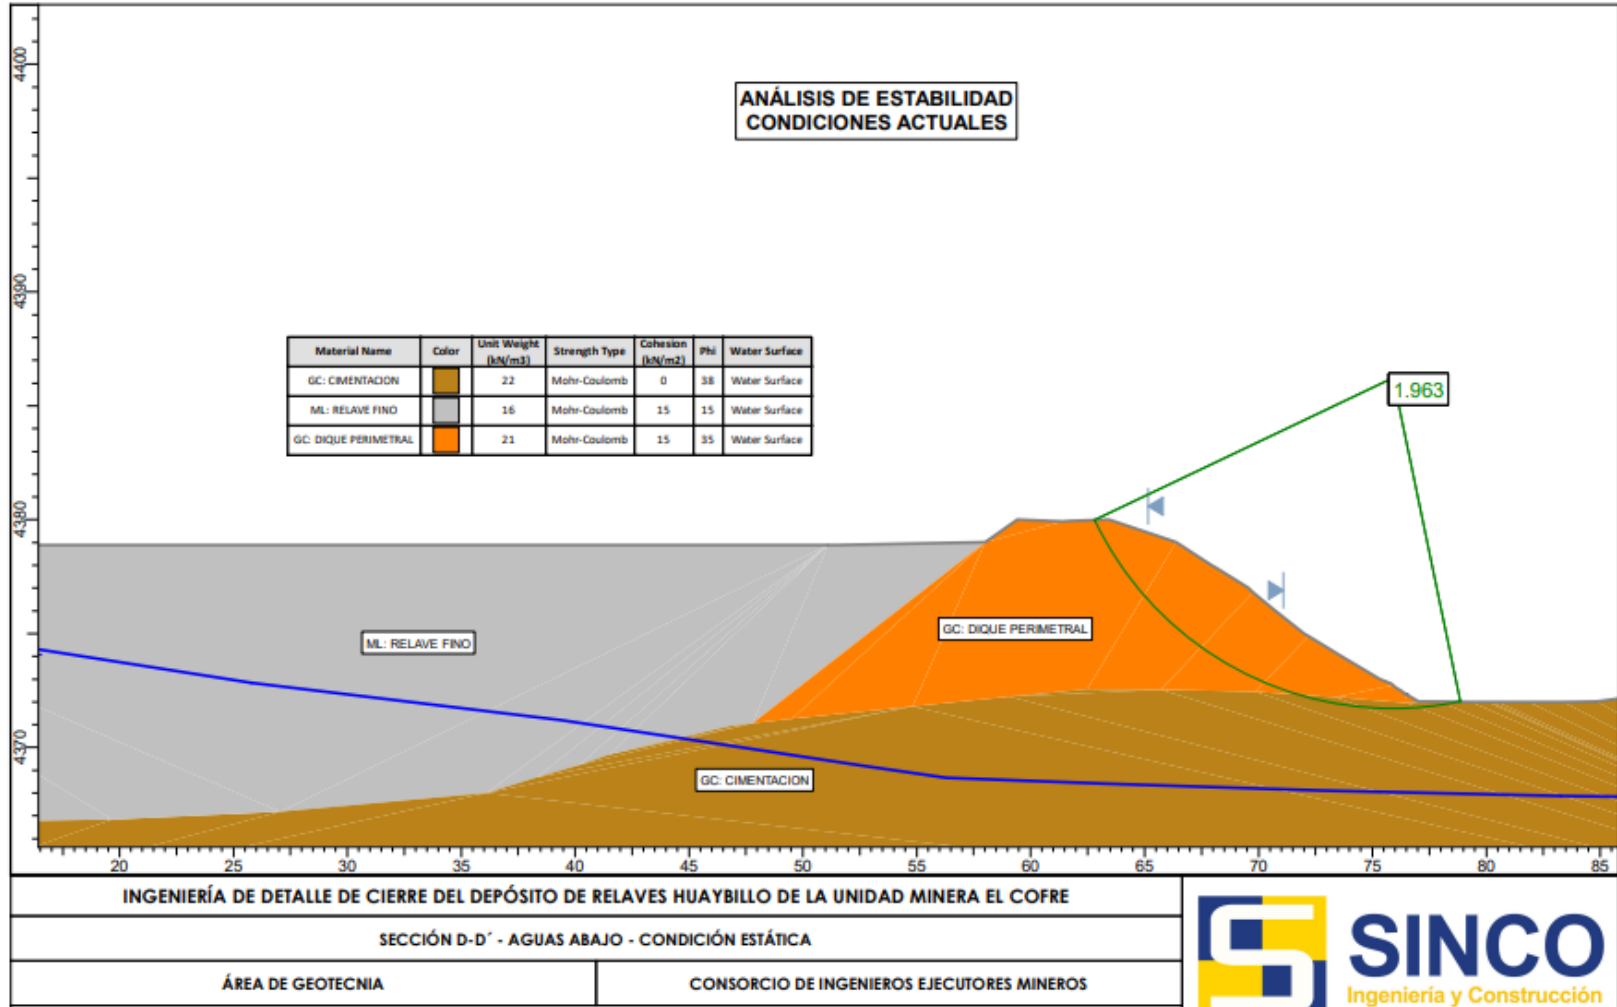 ANÁLISIS DE ESTABILIDAD
CONDICIONES ACTUALES
4400
4390
4380
4370
Material Name Color Unit Weight (kN/m3) Strength Type Cohesion (kN/m2) Phi Water Surface
GC: CIMENTACION 22 Mohr-Coulomb 0 38 Water Surface
ML: RELAVE FINO 16 Mohr-Coulomb 15 15 Water Surface
GC: DIQUE PERIMETRAL 21 Mohr-Coulomb 15 35 Water Surface
1.963
GC: DIQUE PERIMETRAL
ML: RELAVE FINO
GC: CIMENTACION
20 25 30 35 40 45 50 55 60 65 70 75 80 85
INGENIERÍA DE DETALLE DE CIERRE DEL DEPÓSITO DE RELAVES HUAYBILLO DE LA UNIDAD MINERA EL COFRE
SECCIÓN D-D´ - AGUAS ABAJO - CONDICIÓN ESTÁTICA
ÁREA DE GEOTECNIA
CONSORCIO DE INGENIEROS EJECUTORES MINEROS
SINCO
Ingeniería y Construcción